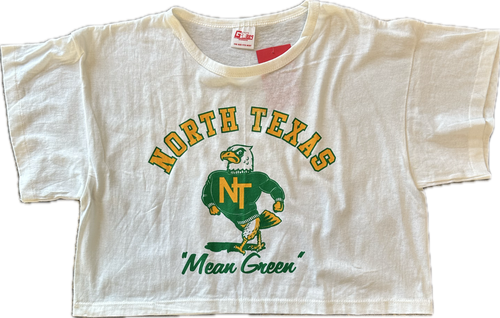 NORTH TEXAS
NT
"Mean Green"